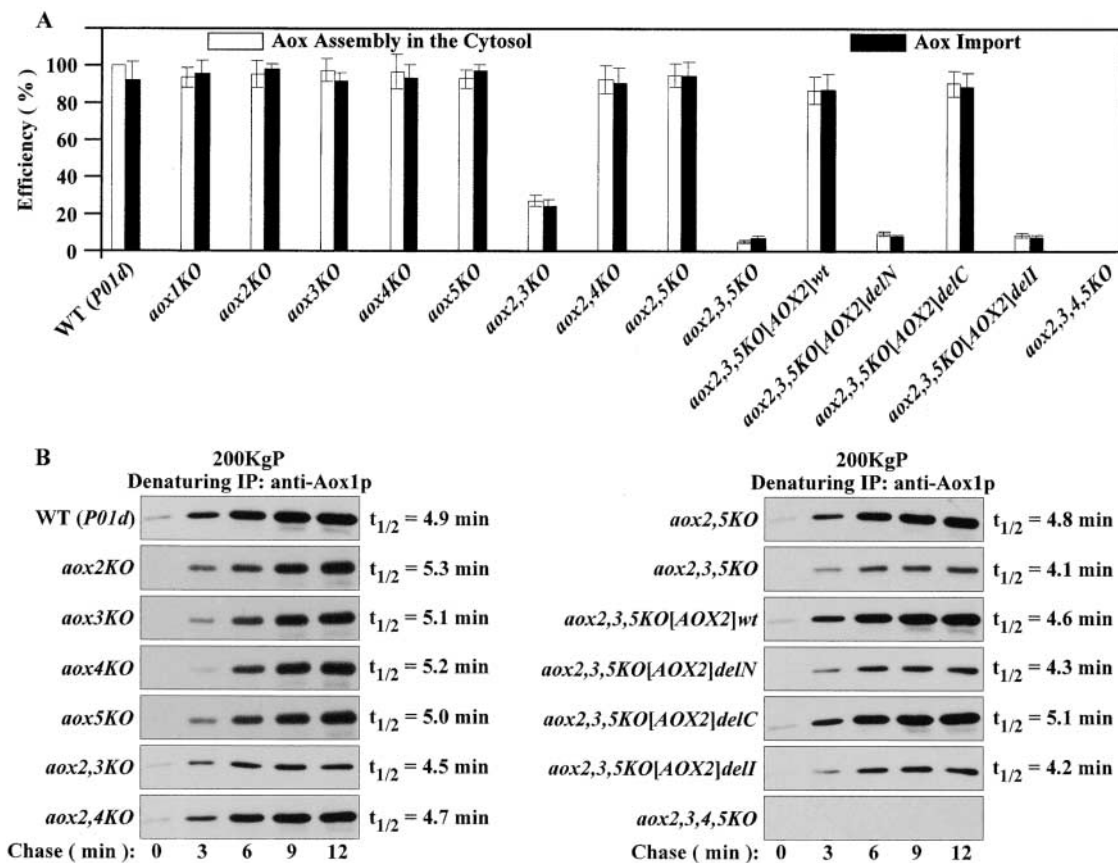 A
Aox Assembly in the Cytosol
Aox Import
Efficiency ( % )
100
80
60
40
20
0
WT (P01d)
aox1KO
aox2KO
aox3KO
aox4KO
aox5KO
aox2,3KO
aox2,4KO
aox2,5KO
aox2,3,5KO
aox2,3,5KO[AOX2]wt
aox2,3,5KO[AOX2]delN
aox2,3,5KO[AOX2]delC
aox2,3,5KO[AOX2]delI
aox2,3,4,5KO
B
200KgP
Denaturing IP: anti-Aox1p
WT (P01d) t1/2 = 4.9 min
aox2KO t1/2 = 5.3 min
aox3KO t1/2 = 5.1 min
aox4KO t1/2 = 5.2 min
aox5KO t1/2 = 5.0 min
aox2,3KO t1/2 = 4.5 min
aox2,4KO t1/2 = 4.7 min
Chase ( min ): 0 3 6 9 12
200KgP
Denaturing IP: anti-Aox1p
aox2,5KO t1/2 = 4.8 min
aox2,3,5KO t1/2 = 4.1 min
aox2,3,5KO[AOX2]wt t1/2 = 4.6 min
aox2,3,5KO[AOX2]delN t1/2 = 4.3 min
aox2,3,5KO[AOX2]delC t1/2 = 5.1 min
aox2,3,5KO[AOX2]delI t1/2 = 4.2 min
aox2,3,4,5KO
Chase ( min ): 0 3 6 9 12